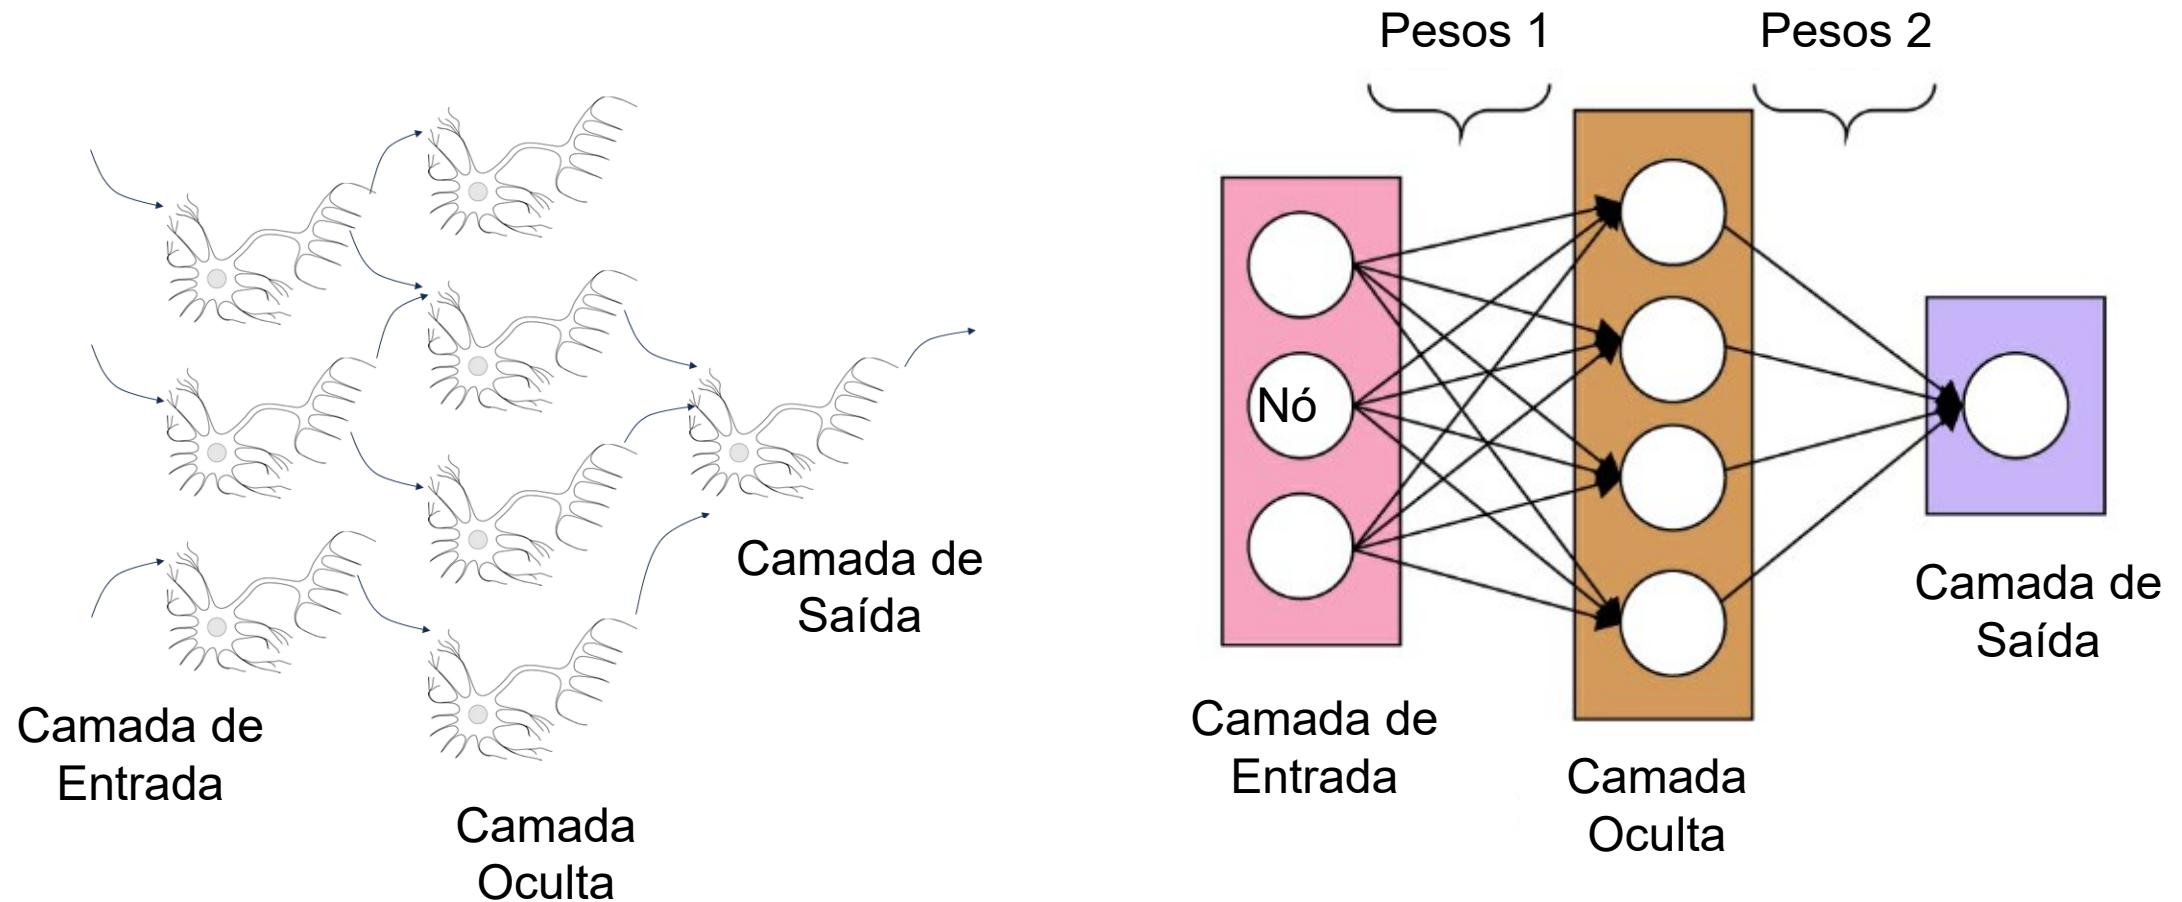 Camada de
Entrada
Camada
Oculta
Camada de
Saída
Pesos 1
Pesos 2
Nó
Camada de
Entrada
Camada
Oculta
Camada de
Saída